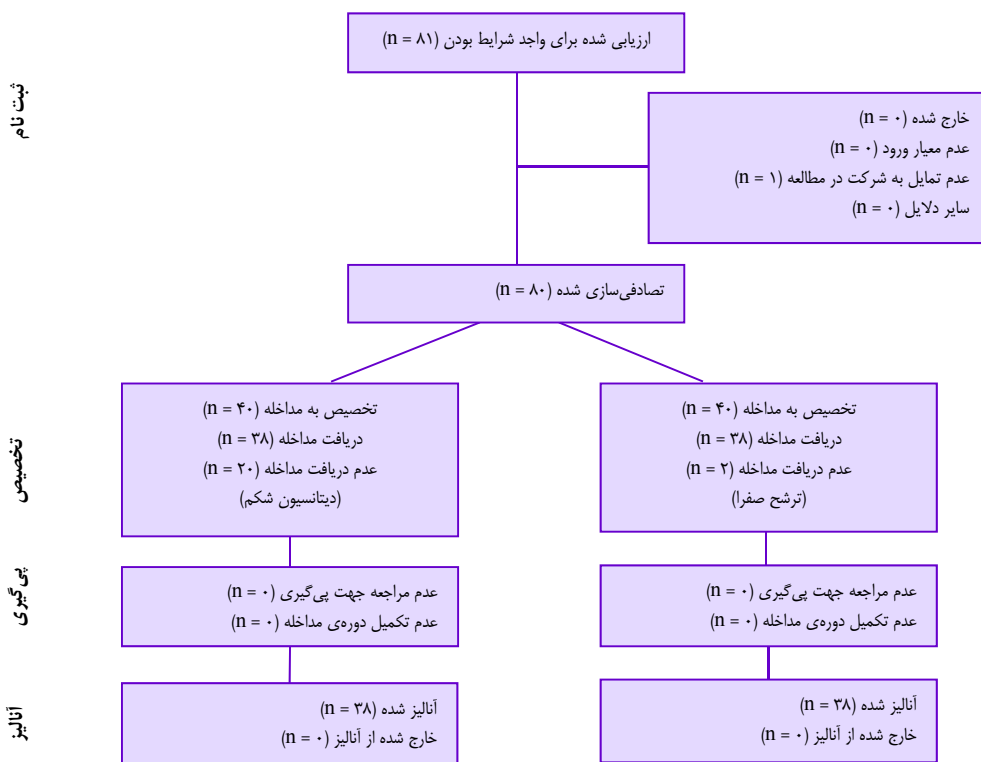 ارزیابی شده برای واجد شرایط بودن (n = ۸۱)
ثبت نام
خارج شده (n = ۰)
عدم معیار ورود (n = ۰)
عدم تمایل به شرکت در مطالعه (n = ۱)
سایر دلایل (n = ۰)
تصادفی‌سازی شده (n = ۸۰)
تخصیص
تخصیص به مداخله (n = ۴۰)
دریافت مداخله (n = ۳۸)
عدم دریافت مداخله (n = ۲)
(ترشح صفرا)
تخصیص به مداخله (n = ۴۰)
دریافت مداخله (n = ۳۸)
عدم دریافت مداخله (n = ۲۰)
(دیتانسیون شکم)
پی‌گیری
عدم مراجعه جهت پی‌گیری (n = ۰)
عدم تکمیل دوره‌ی مداخله (n = ۰)
عدم مراجعه جهت پی‌گیری (n = ۰)
عدم تکمیل دوره‌ی مداخله (n = ۰)
آنالیز
آنالیز شده (n = ۳۸)
خارج شده از آنالیز (n = ۰)
آنالیز شده (n = ۳۸)
خارج شده از آنالیز (n = ۰)